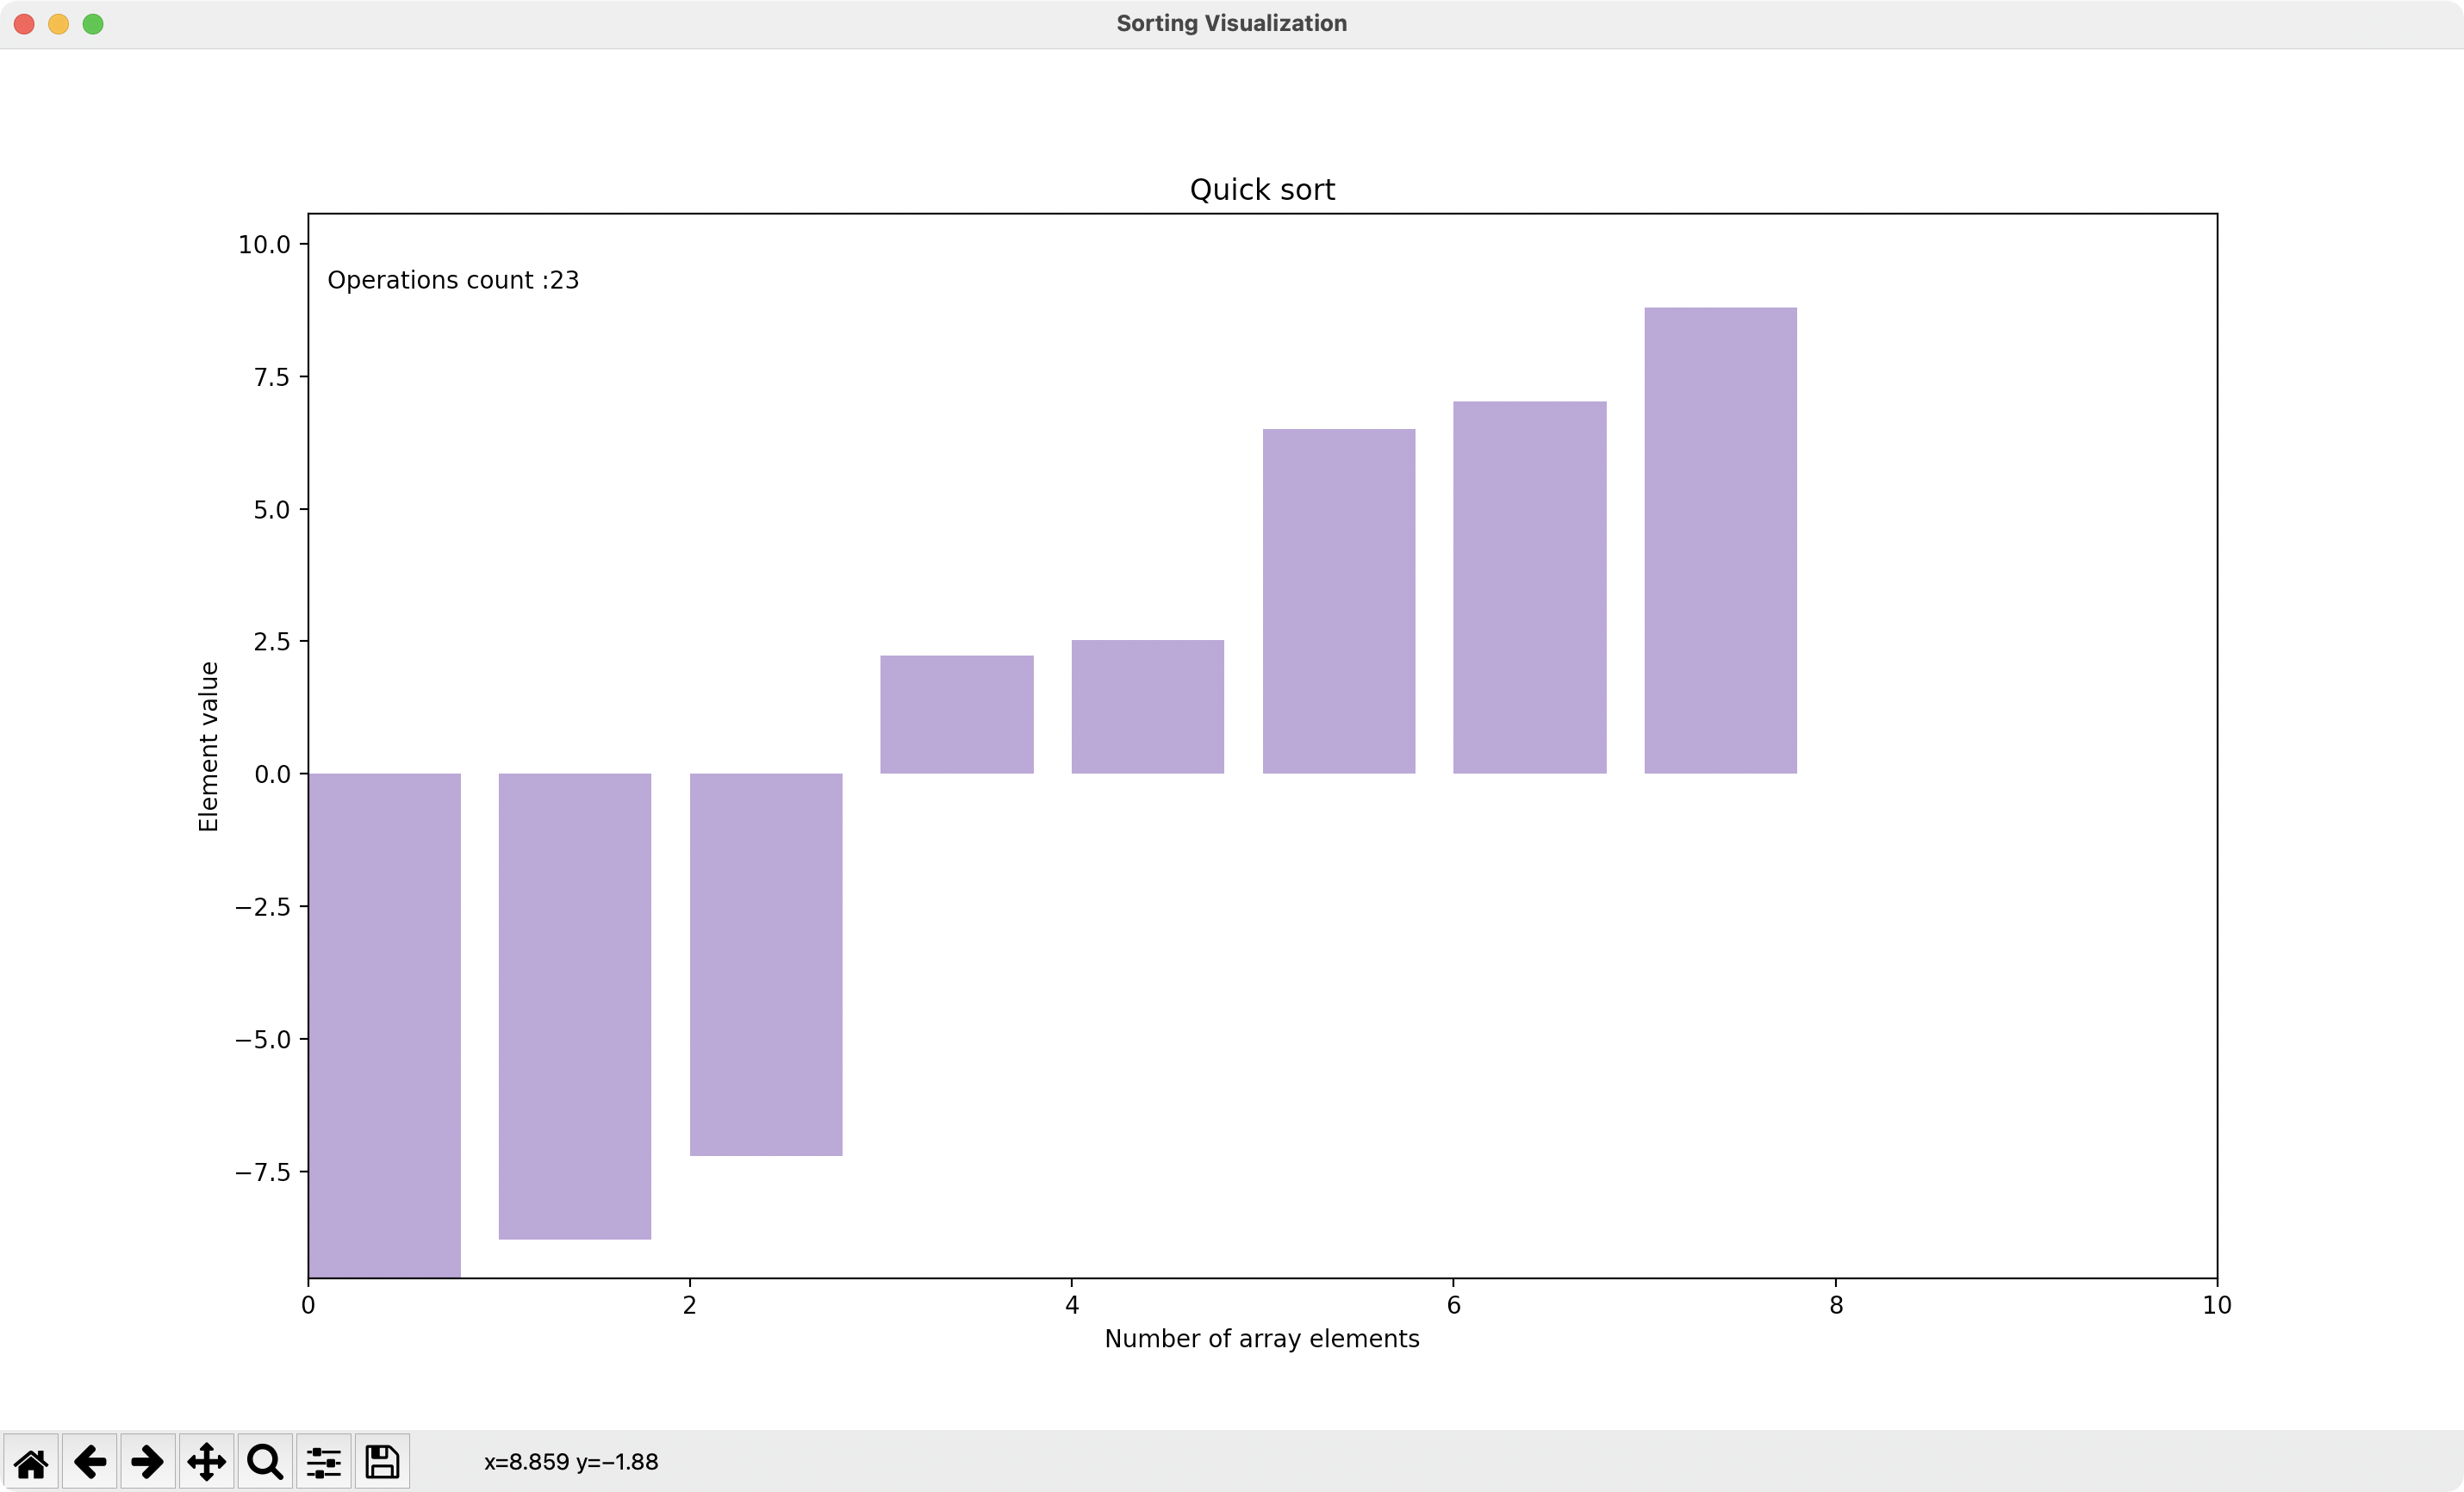 Sorting Visualization
Quick sort
10.0
Operations count :23
7.5
5.0
2.5
Element value
0.0
−2.5
−5.0
−7.5
0 2 4 6 8 10
Number of array elements
x=8.859 y=−1.88